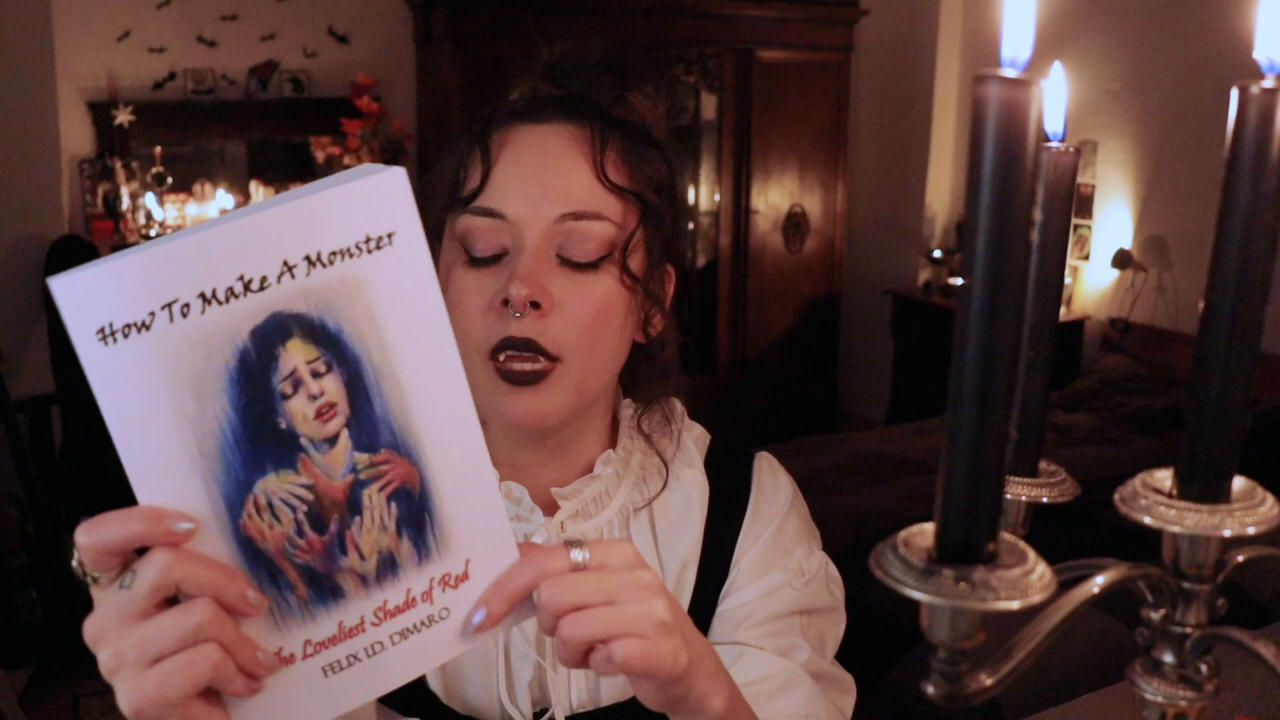 How To Make A Monster
The Loveliest Shade of Red
FELIX I.D. DIMARO